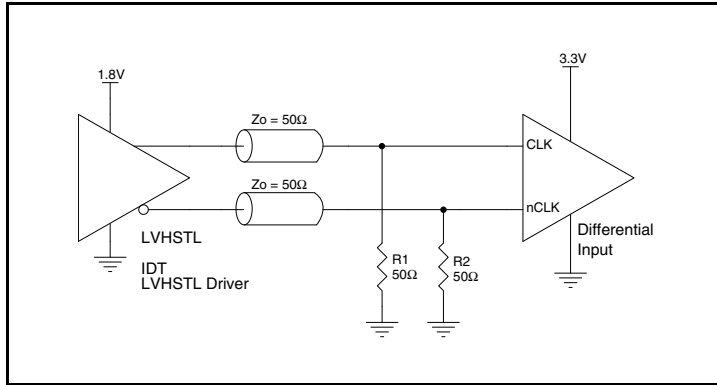 1.8V
3.3V
Zo = 50Ω
CLK
Zo = 50Ω
nCLK
LVHSTL
Differential
Input
IDT
LVHSTL Driver
R1
50Ω
R2
50Ω